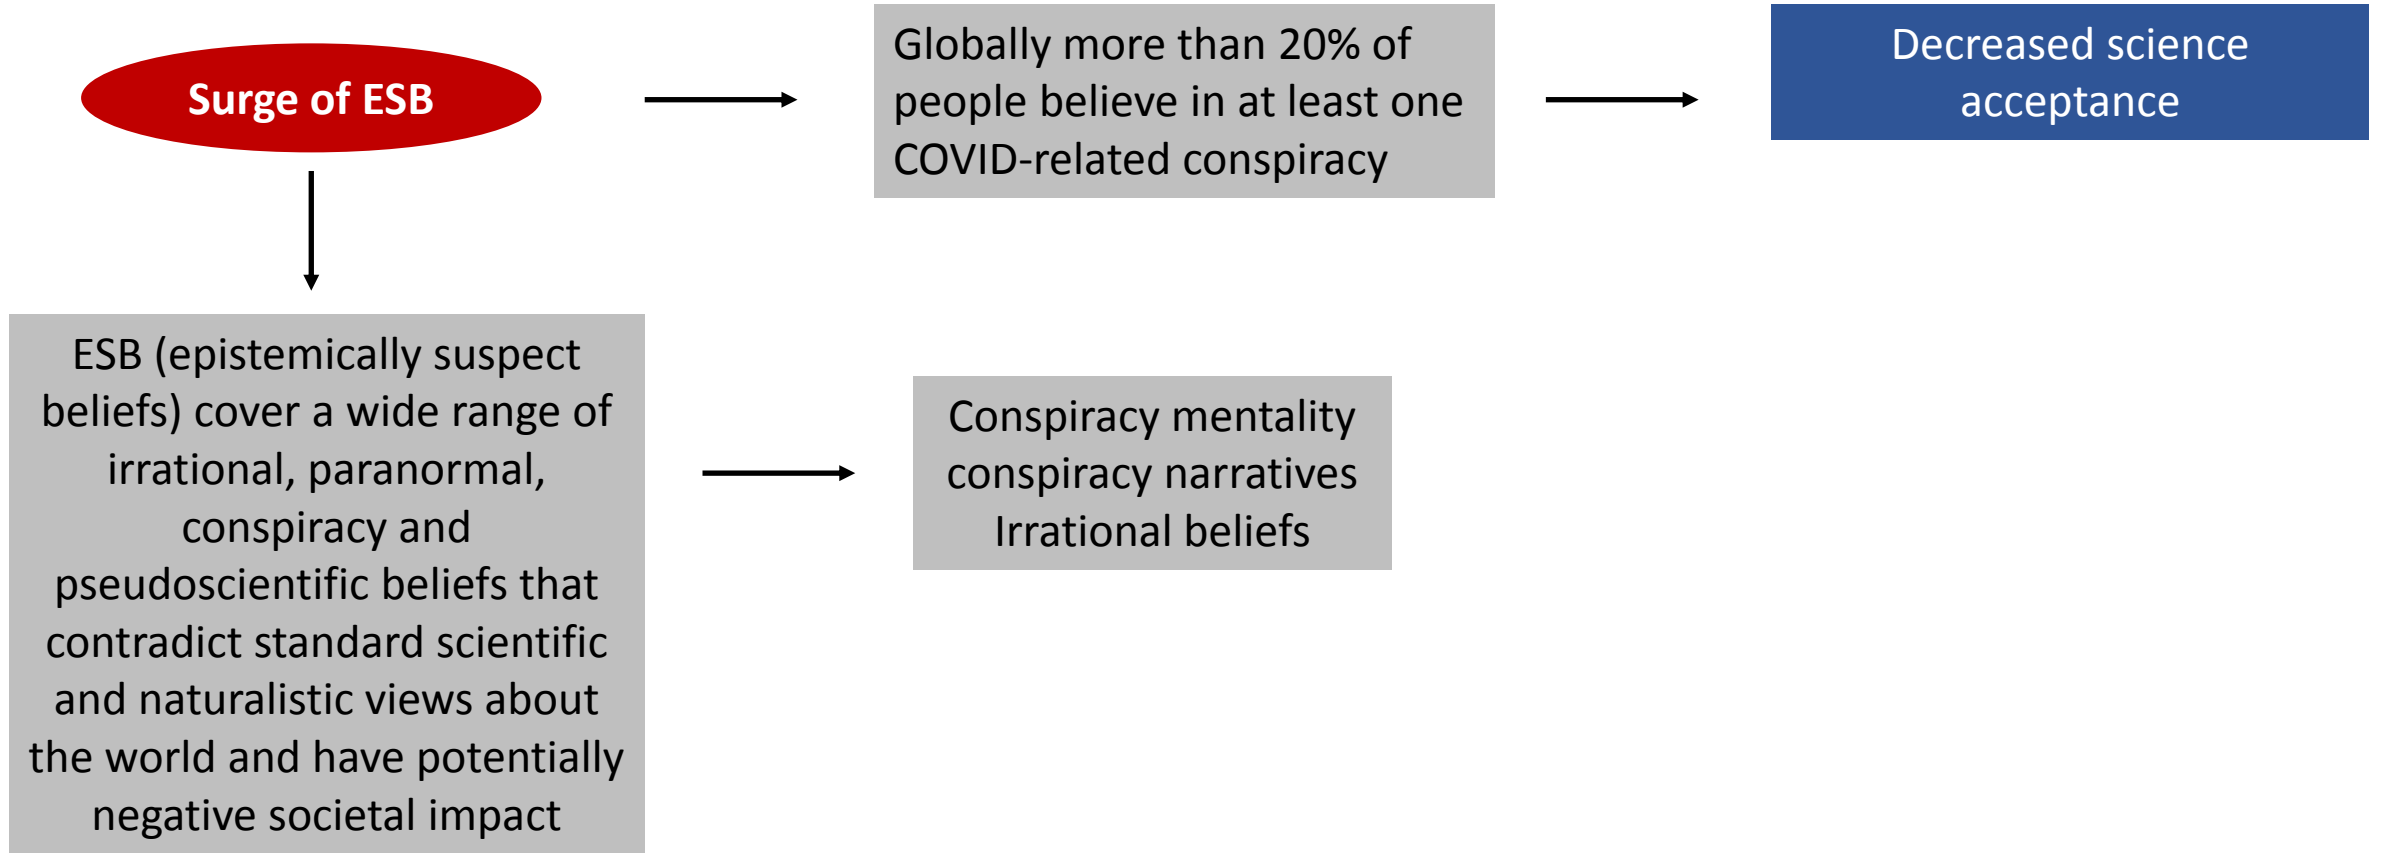 Surge of ESB
Globally more than 20% of
people believe in at least one
COVID-related conspiracy
Decreased science
acceptance
ESB (epistemically suspect
beliefs) cover a wide range of
irrational, paranormal,
conspiracy and
pseudoscientific beliefs that
contradict standard scientific
and naturalistic views about
the world and have potentially
negative societal impact
Conspiracy mentality
conspiracy narratives
Irrational beliefs